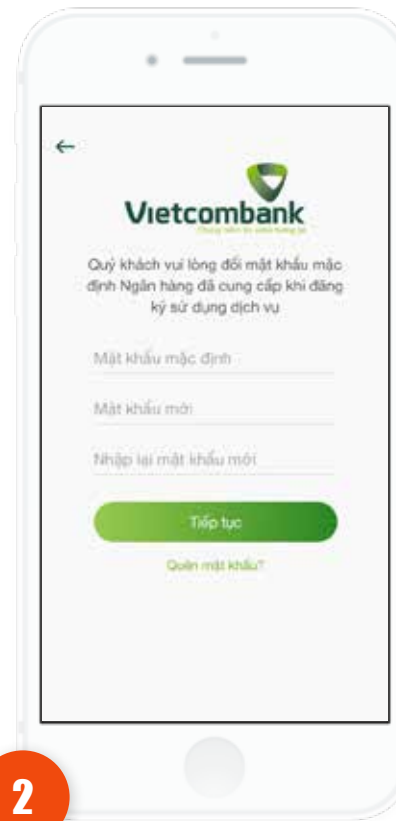 Vietcombank
Quý khách vui lòng đổi mật khẩu mặc
định Ngân hàng đã cung cấp khi đăng
ký sử dụng dịch vụ
Mật khẩu mặc định
Mật khẩu mới
Nhập lại mật khẩu mới
Tiếp tục
Quên mật khẩu?
2